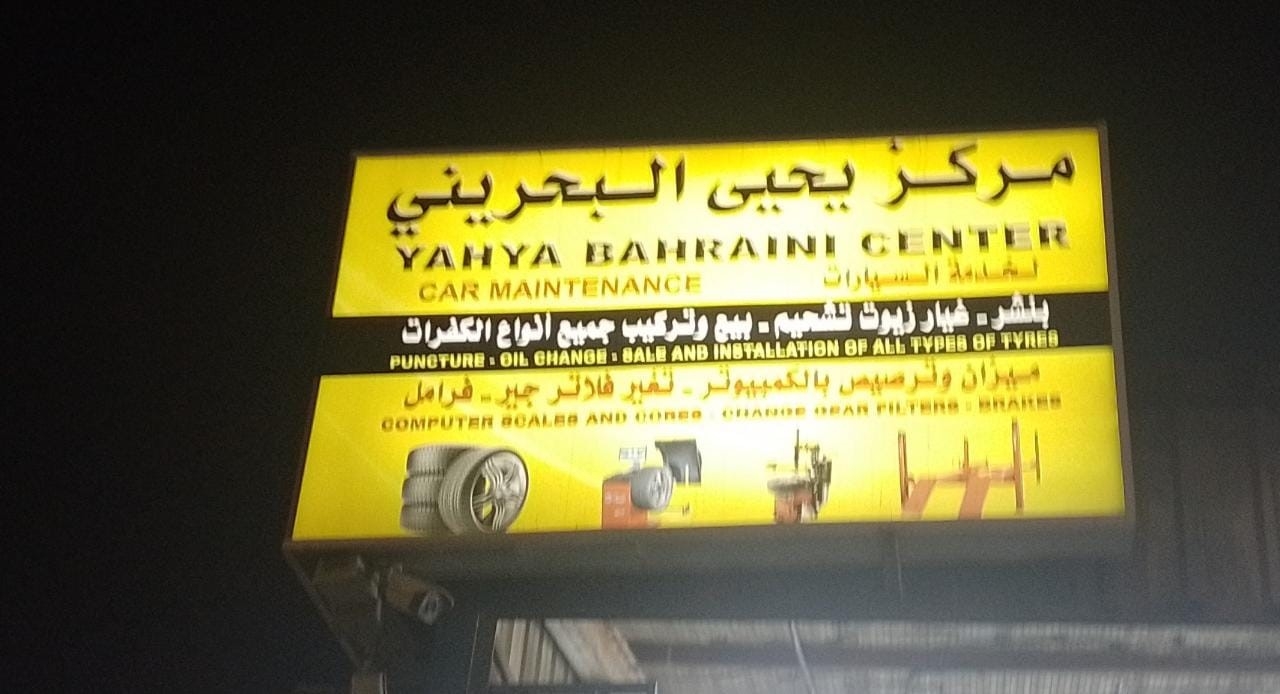 مركز يحيى البحريني
YAHYA BAHRAINI CENTER
CAR MAINTENANCE لخدمة السيارات
بنشر - غيار زيوت تشحيم - بيع وتركيب جميع انواع الكفرات
PUNCTURE - OIL CHANGE - SALE AND INSTALLATION OF ALL TYPES OF TYRES
ميزان وترصيص بالكمبيوتر - تغير فلاتر جير - فرامل
COMPUTER SCALES AND CORES - CHANGE GEAR FILTERS - BRAKES